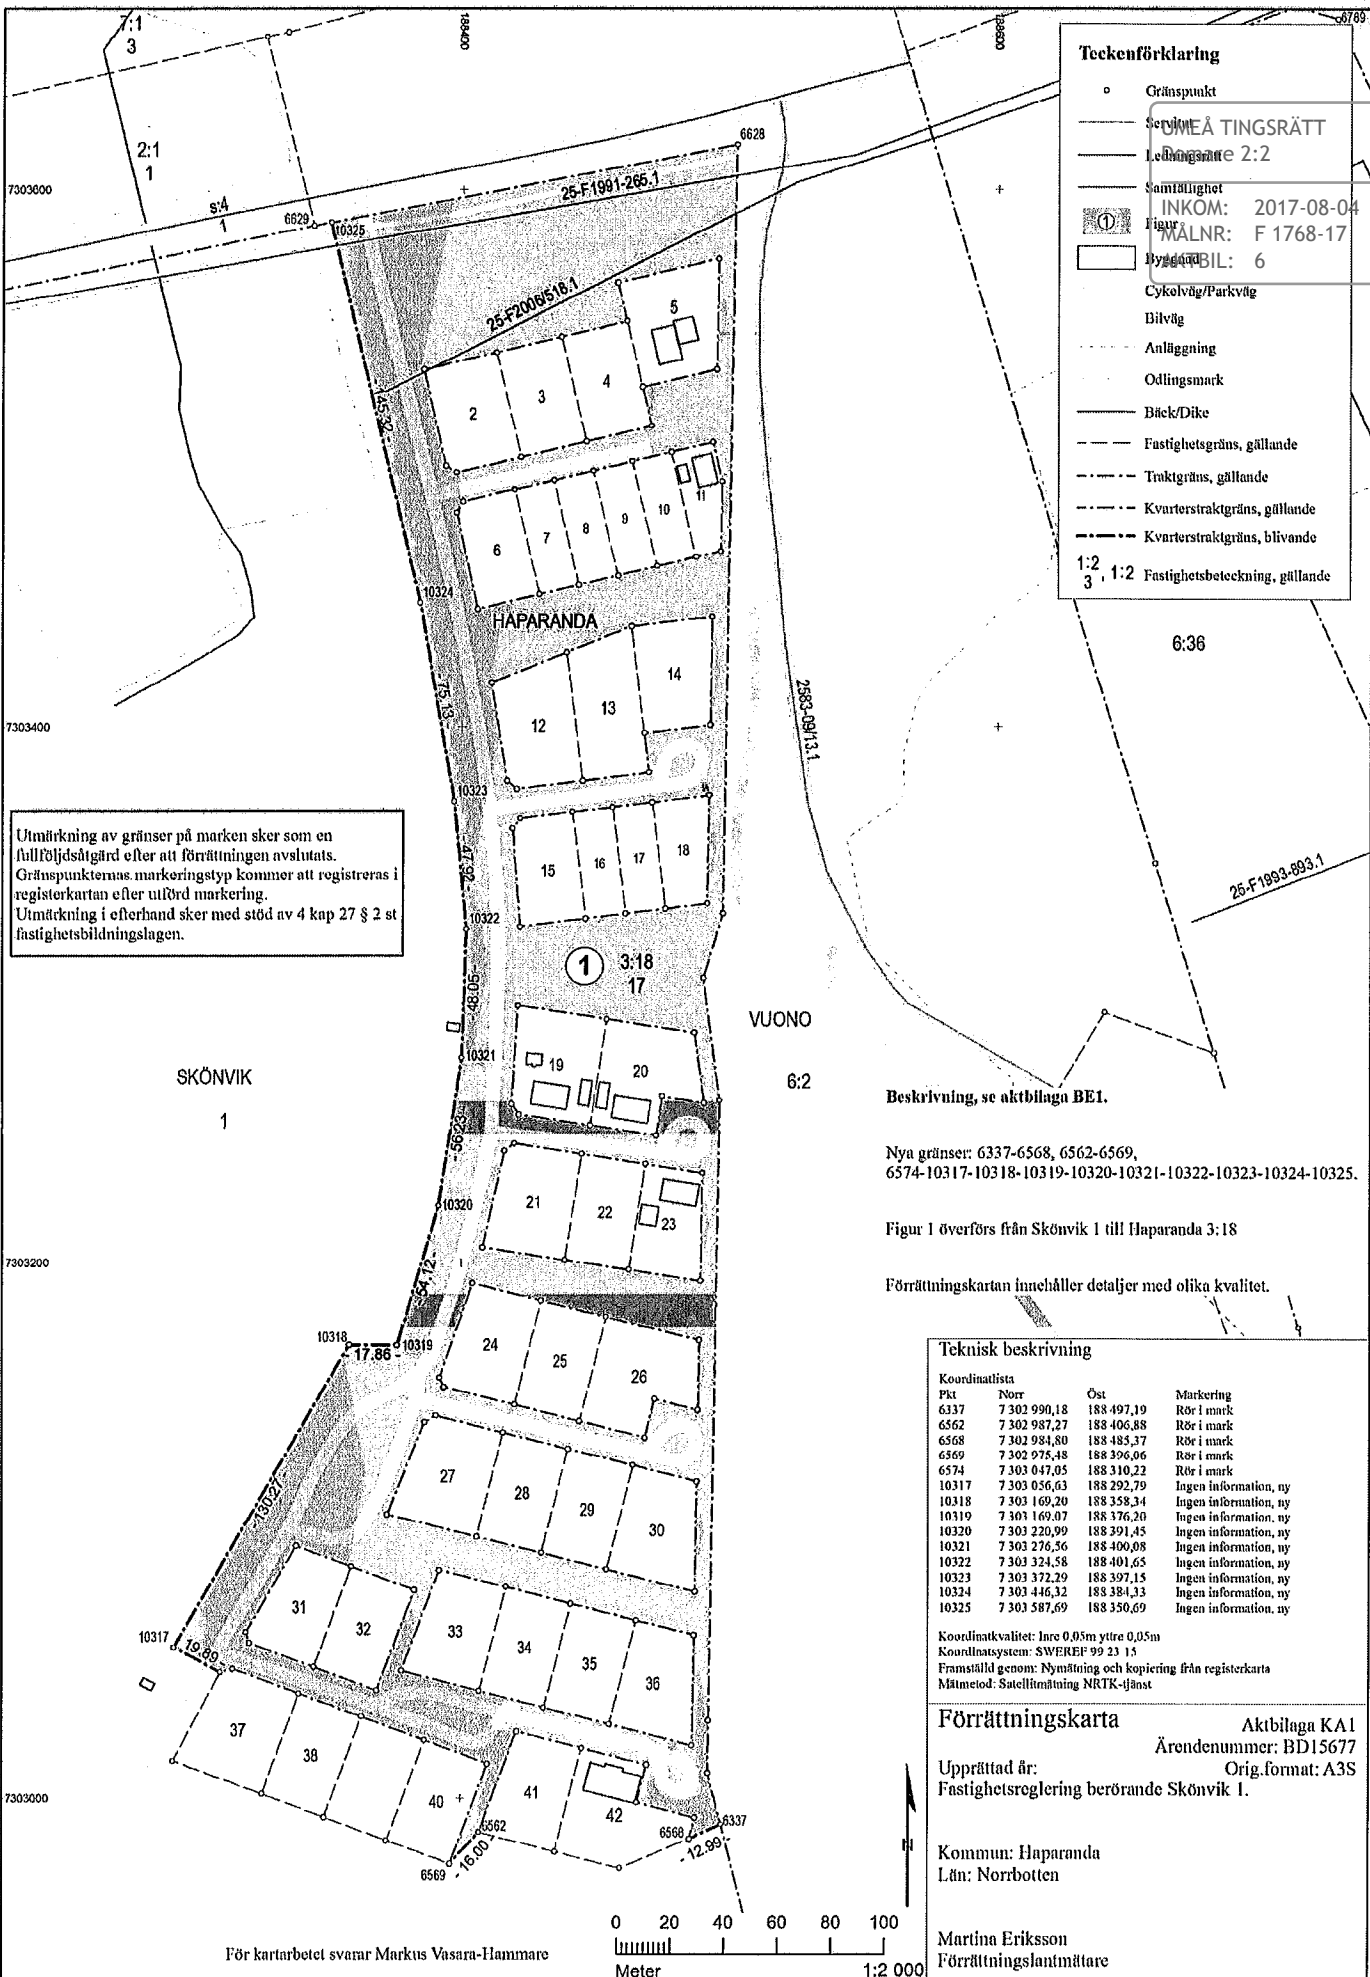 7:1
3
188400
188600
6789
2:1
1
7303600
s:4
1
6629
10325
6628
25-F1991-265.1
25-F2006/518.1
Teckenförklaring
Gränspunkt
Servitut
Ledningsrätt
Samfällighet
1 Figur
Byggnad
Cykelväg/Parkväg
Bilväg
Anläggning
Odlingsmark
Bäck/Dike
Fastighetsgräns, gällande
Traktgräns, gällande
Kvarterstraktgräns, gällande
Kvarterstraktgräns, blivande
1:2
3 , 1:2 Fastighetsbeteckning, gällande
UMEÅ TINGSRÄTT
Domare 2:2
INKOM: 2017-08-04
MÅLNR: F 1768-17
AKTBIL: 6
5
4
3
2
-145.32-
6
7
8
9
10
11
10324
HAPARANDA
6:36
-75.13-
12
13
14
2583-09/13.1
7303400
10323
Utmärkning av gränser på marken sker som en
fullföljdsåtgärd efter att förrättningen avslutats.
Gränspunkternas markeringstyp kommer att registreras i
registerkartan efter utförd markering.
Utmärkning i efterhand sker med stöd av 4 kap 27 § 2 st
fastighetsbildningslagen.
-47.92-
15
16
17
18
25-F1993-893.1
10322
1
3:18
17
-48.05-
VUONO
6:2
10321
19
20
SKÖNVIK
1
-56.23-
Beskrivning, se aktbilaga BE1.
Nya gränser: 6337-6568, 6562-6569,
6574-10317-10318-10319-10320-10321-10322-10323-10324-10325.
10320
21
22
23
Figur 1 överförs från Skönvik 1 till Haparanda 3:18
7303200
-54.12-
Förrättningskartan innehåller detaljer med olika kvalitet.
10318
- 17.86 -
10319
24
25
26
27
28
29
30
-130.27-
31
32
33
34
35
36
10317
19.89
37
38
40
41
42
7303000
6562
6569
- 16.00 -
6568
6337
- 12.99 -
Teknisk beskrivning
Koordinatlista
Pkt Norr Öst Markering
6337 7 302 990,18 188 497,19 Rör i mark
6562 7 302 987,27 188 406,88 Rör i mark
6568 7 302 984,80 188 485,37 Rör i mark
6569 7 302 975,48 188 396,06 Rör i mark
6574 7 303 047,05 188 310,22 Rör i mark
10317 7 303 056,63 188 292,79 Ingen information, ny
10318 7 303 169,20 188 358,34 Ingen information, ny
10319 7 303 169,07 188 376,20 Ingen information, ny
10320 7 303 220,99 188 391,45 Ingen information, ny
10321 7 303 276,56 188 400,08 Ingen information, ny
10322 7 303 324,58 188 401,65 Ingen information, ny
10323 7 303 372,29 188 397,15 Ingen information, ny
10324 7 303 446,32 188 384,33 Ingen information, ny
10325 7 303 587,69 188 350,69 Ingen information, ny
Koordinatkvalitet: Inre 0,05m yttre 0,05m
Koordinatsystem: SWEREF 99 23 15
Framställd genom: Nymätning och kopiering från registerkarta
Mätmetod: Satellitmätning NRTK-tjänst
Förrättningskarta
Aktbilaga KA1
Ärendenummer: BD15677
Upprättad år:
Orig.format: A3S
Fastighetsreglering berörande Skönvik 1.
N
Kommun: Haparanda
Län: Norrbotten
Martina Eriksson
Förrättningslantmätare
För kartarbetet svarar Markus Vasara-Hammare
0 20 40 60 80 100
Meter
1:2 000